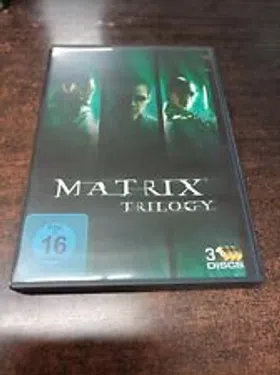 MATRIX
TRILOGY
16
3
DISCS